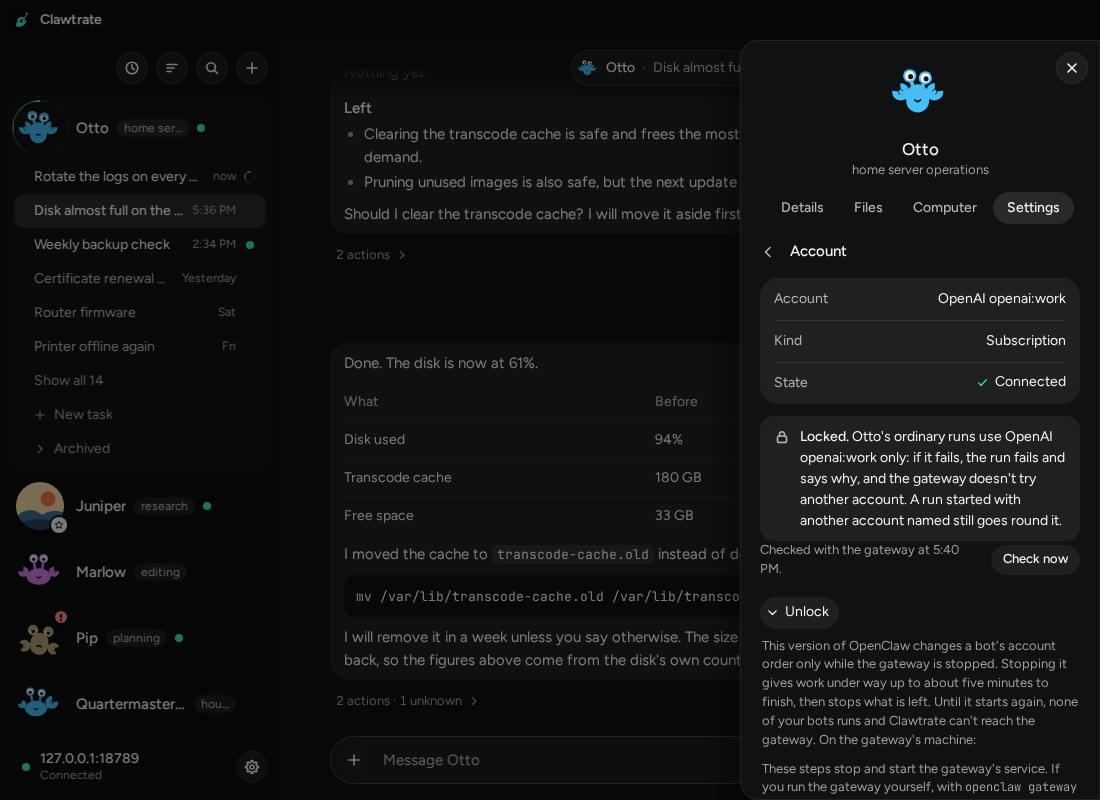 Clawtrate
Otto home ser...
Rotate the logs on every ... now
Disk almost full on the ... 5:36 PM
Weekly backup check 2:34 PM
Certificate renewal ... Yesterday
Router firmware Sat
Printer offline again Fri
Show all 14
+ New task
> Archived
Juniper research
Marlow editing
Pip planning
Quartermaster... hou...
127.0.0.1:18789
Connected
Otto · Disk almost fu
Nothing yet.
Left
• Clearing the transcode cache is safe and frees the most
demand.
• Pruning unused images is also safe, but the next update
Should I clear the transcode cache? I will move it aside first
2 actions >
Done. The disk is now at 61%.
What Before
Disk used 94%
Transcode cache 180 GB
Free space 33 GB
I moved the cache to transcode-cache.old instead of d
mv /var/lib/transcode-cache.old /var/lib/transco
I will remove it in a week unless you say otherwise. The size
back, so the figures above come from the disk's own count
2 actions · 1 unknown >
+ Message Otto
Otto
home server operations
Details Files Computer Settings
< Account
Account OpenAI openai:work
Kind Subscription
State ✓ Connected
Locked. Otto's ordinary runs use OpenAI
openai:work only: if it fails, the run fails and
says why, and the gateway doesn't try
another account. A run started with
another account named still goes round it.
Checked with the gateway at 5:40
PM.
Check now
Unlock
This version of OpenClaw changes a bot's account
order only while the gateway is stopped. Stopping it
gives work under way up to about five minutes to
finish, then stops what is left. Until it starts again, none
of your bots runs and Clawtrate can't reach the
gateway. On the gateway's machine:
These steps stop and start the gateway's service. If
you run the gateway yourself, with openclaw gateway